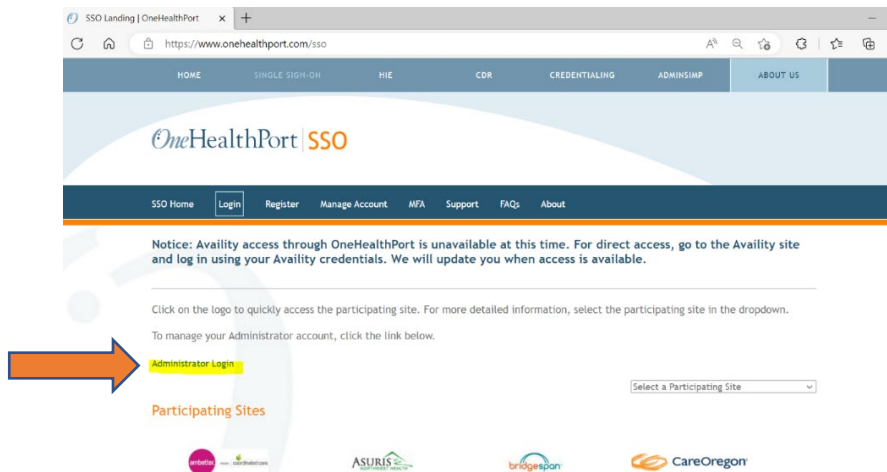 SSO Landing | OneHealthPort
https://www.onehealthport.com/sso
HOME SINGLE SIGN-ON HIE CDR CREDENTIALING ADMINSIMP ABOUT US
OneHealthPort SSO
SSO Home Login Register Manage Account MFA Support FAQs About
Notice: Availity access through OneHealthPort is unavailable at this time. For direct access, go to the Availity site
and log in using your Availity credentials. We will update you when access is available.
Click on the logo to quickly access the participating site. For more detailed information, select the participating site in the dropdown.
To manage your Administrator account, click the link below.
Administrator Login
Select a Participating Site
Participating Sites
ambetter coordinated care ASURIS NORTHWEST HEALTH bridgespan CareOregon